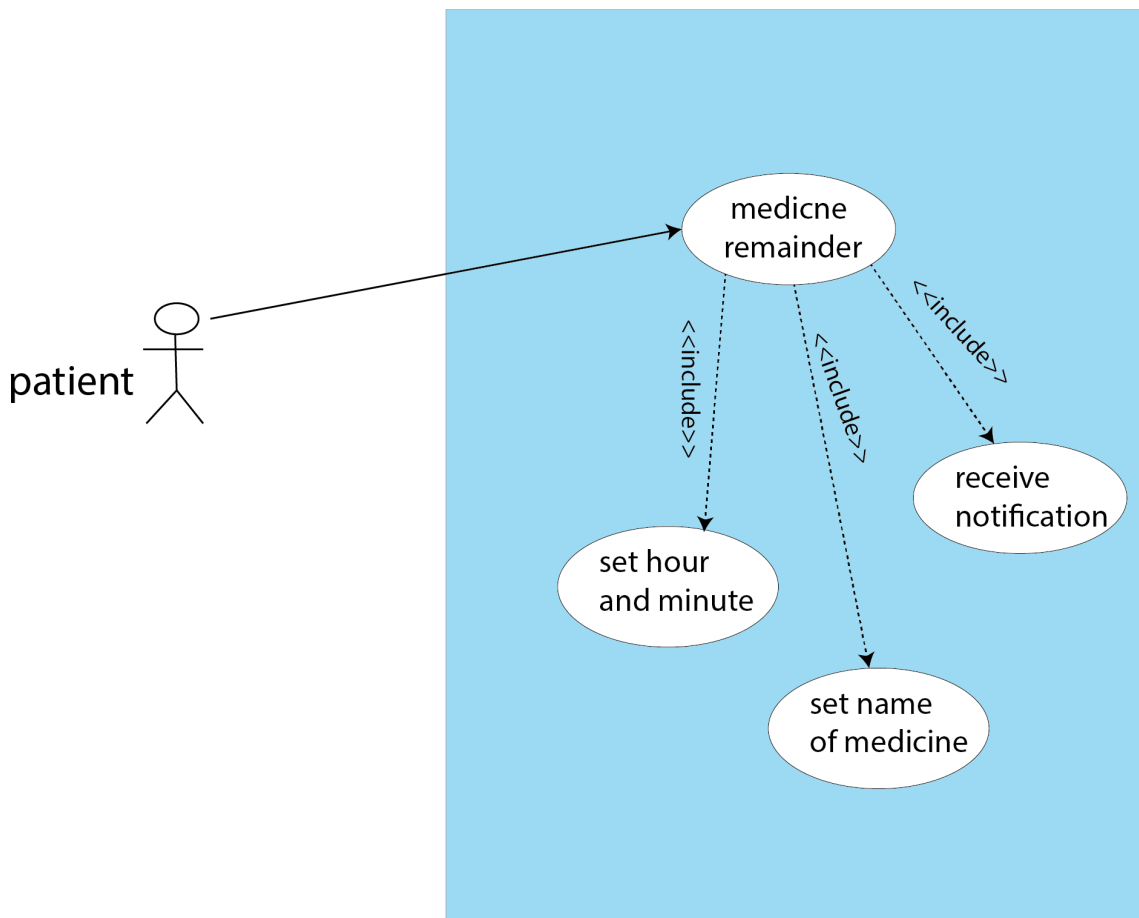 medicne
remainder
patient
<<include>>
<<include>>
<<include>>
receive
notification
set hour
and minute
set name
of medicine